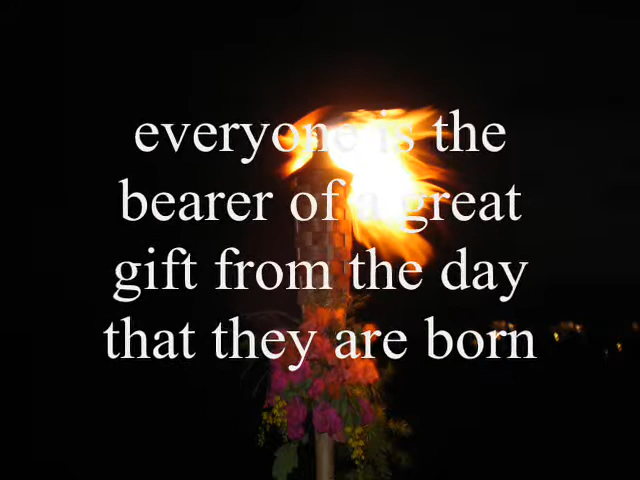 everyone is the
bearer of a great
gift from the day
that they are born